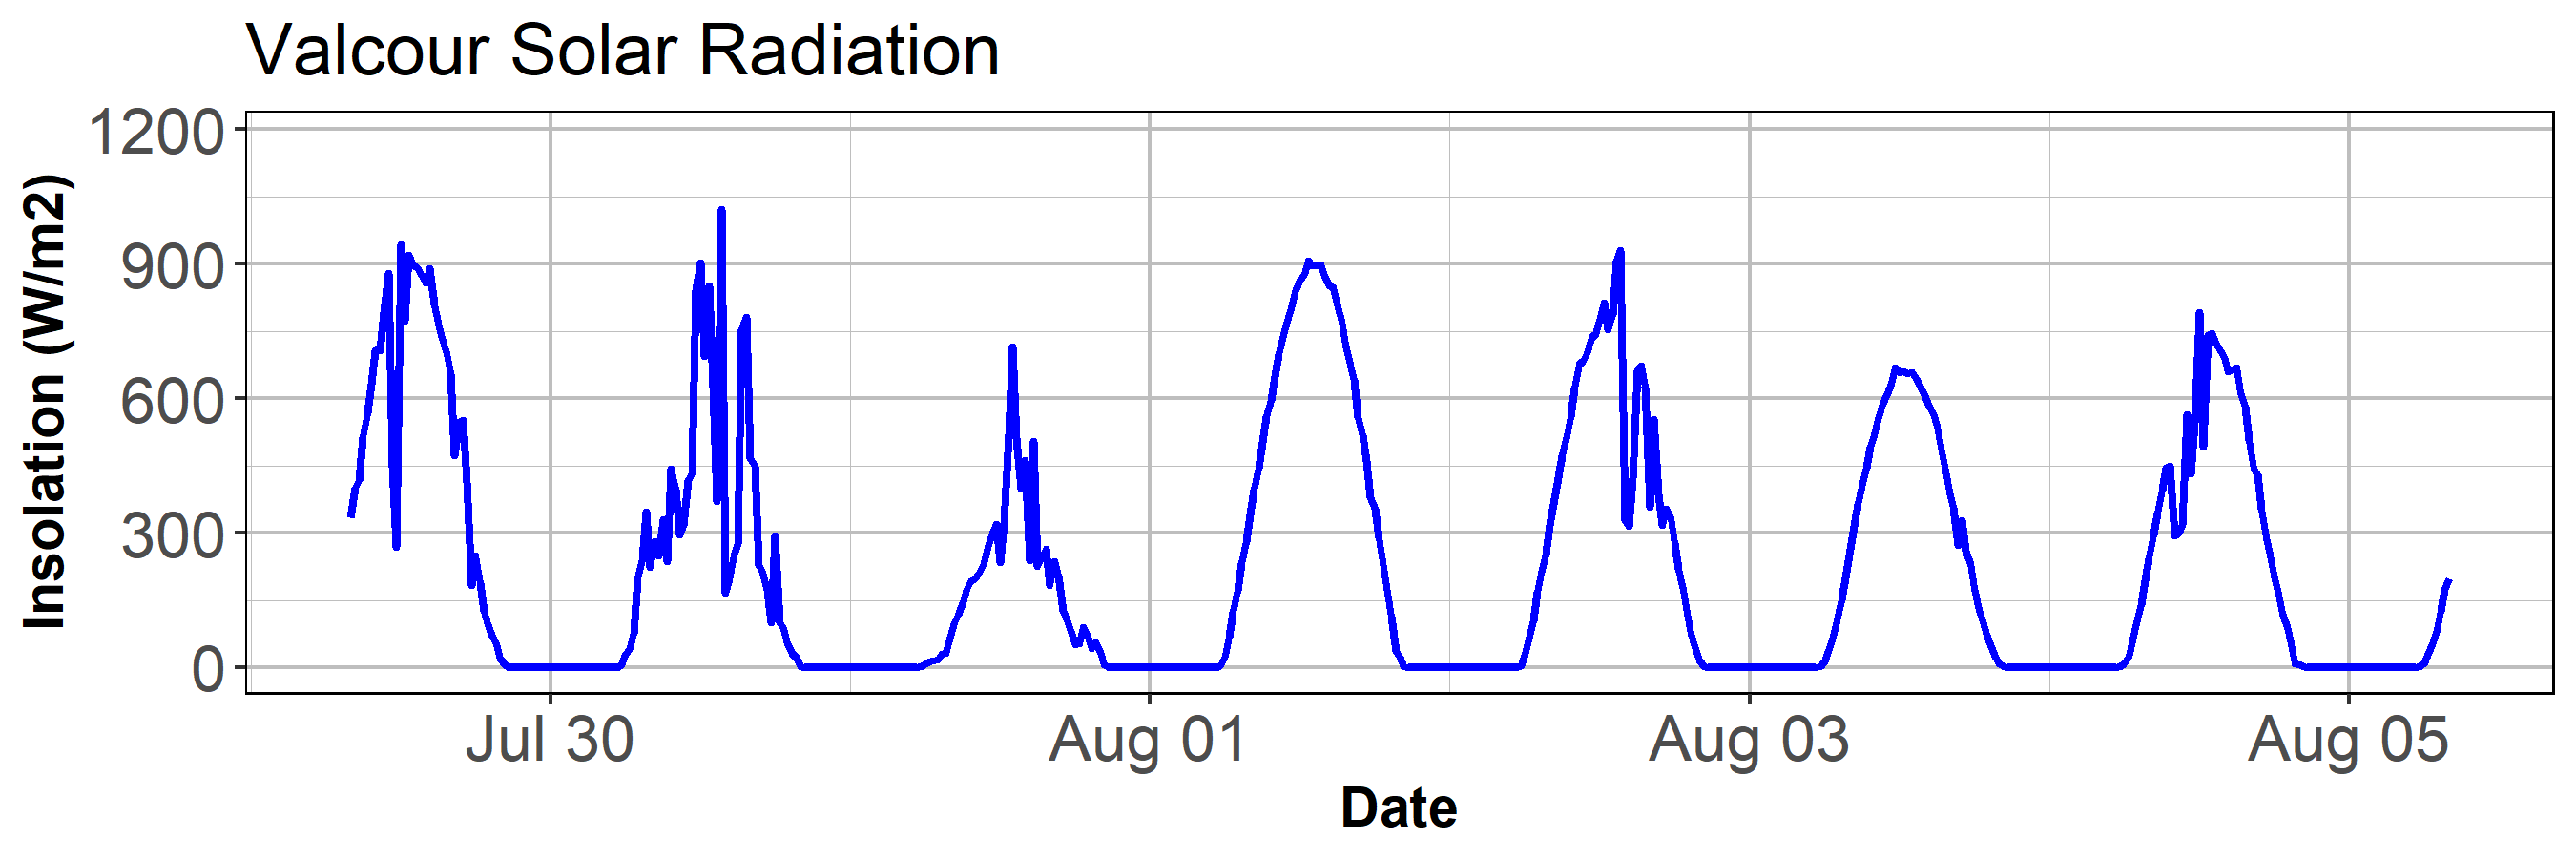 Valcour Solar Radiation
1200
900
600
300
0
Insolation (W/m2)
Jul 30 Aug 01 Aug 03 Aug 05
Date